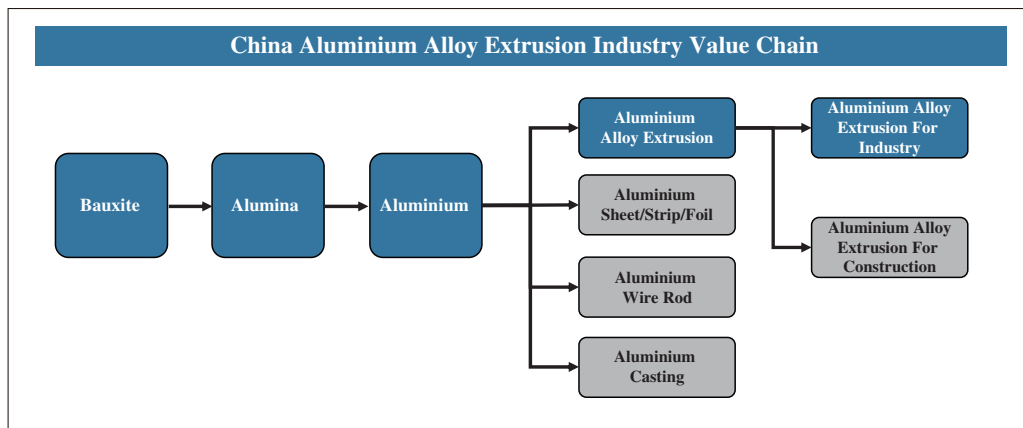 China Aluminium Alloy Extrusion Industry Value Chain
Bauxite
Alumina
Aluminium
Aluminium
Alloy Extrusion
Aluminium
Sheet/Strip/Foil
Aluminium
Wire Rod
Aluminium
Casting
Aluminium Alloy
Extrusion For
Industry
Aluminium Alloy
Extrusion For
Construction